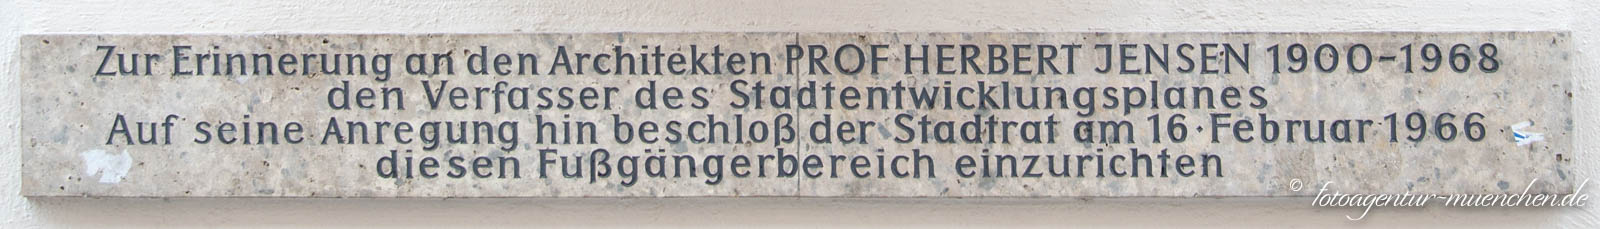 Zur Erinnerung an den Architekten PROF HERBERT JENSEN 1900-1968
den Verfasser des Stadtentwicklungsplanes
Auf seine Anregung hin beschloß der Stadtrat am 16·Februar 1966
diesen Fußgängerbereich einzurichten
© fotoagentur-muenchen.de